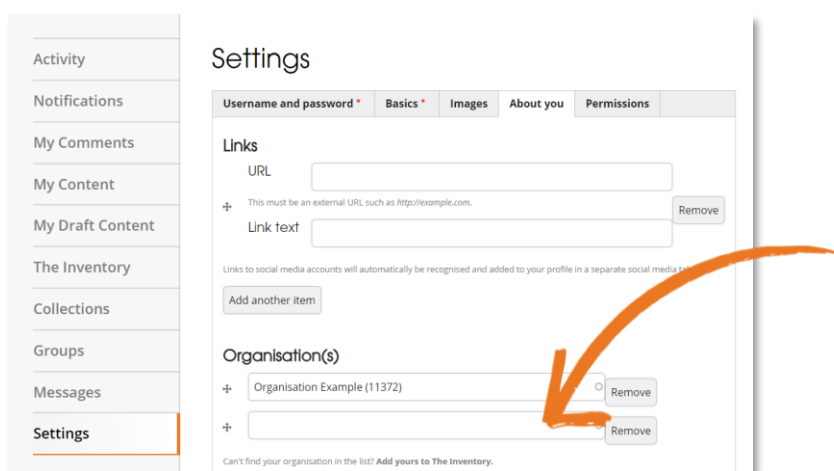 Activity
Notifications
My Comments
My Content
My Draft Content
The Inventory
Collections
Groups
Messages
Settings
Settings
Username and password * Basics * Images About you Permissions
Links
URL
This must be an external URL such as http://example.com.
Remove
Link text
Links to social media accounts will automatically be recognised and added to your profile in a separate social media
Add another item
Organisation(s)
Organisation Example (11372) Remove
Remove
Can't find your organisation in the list? Add yours to The Inventory.